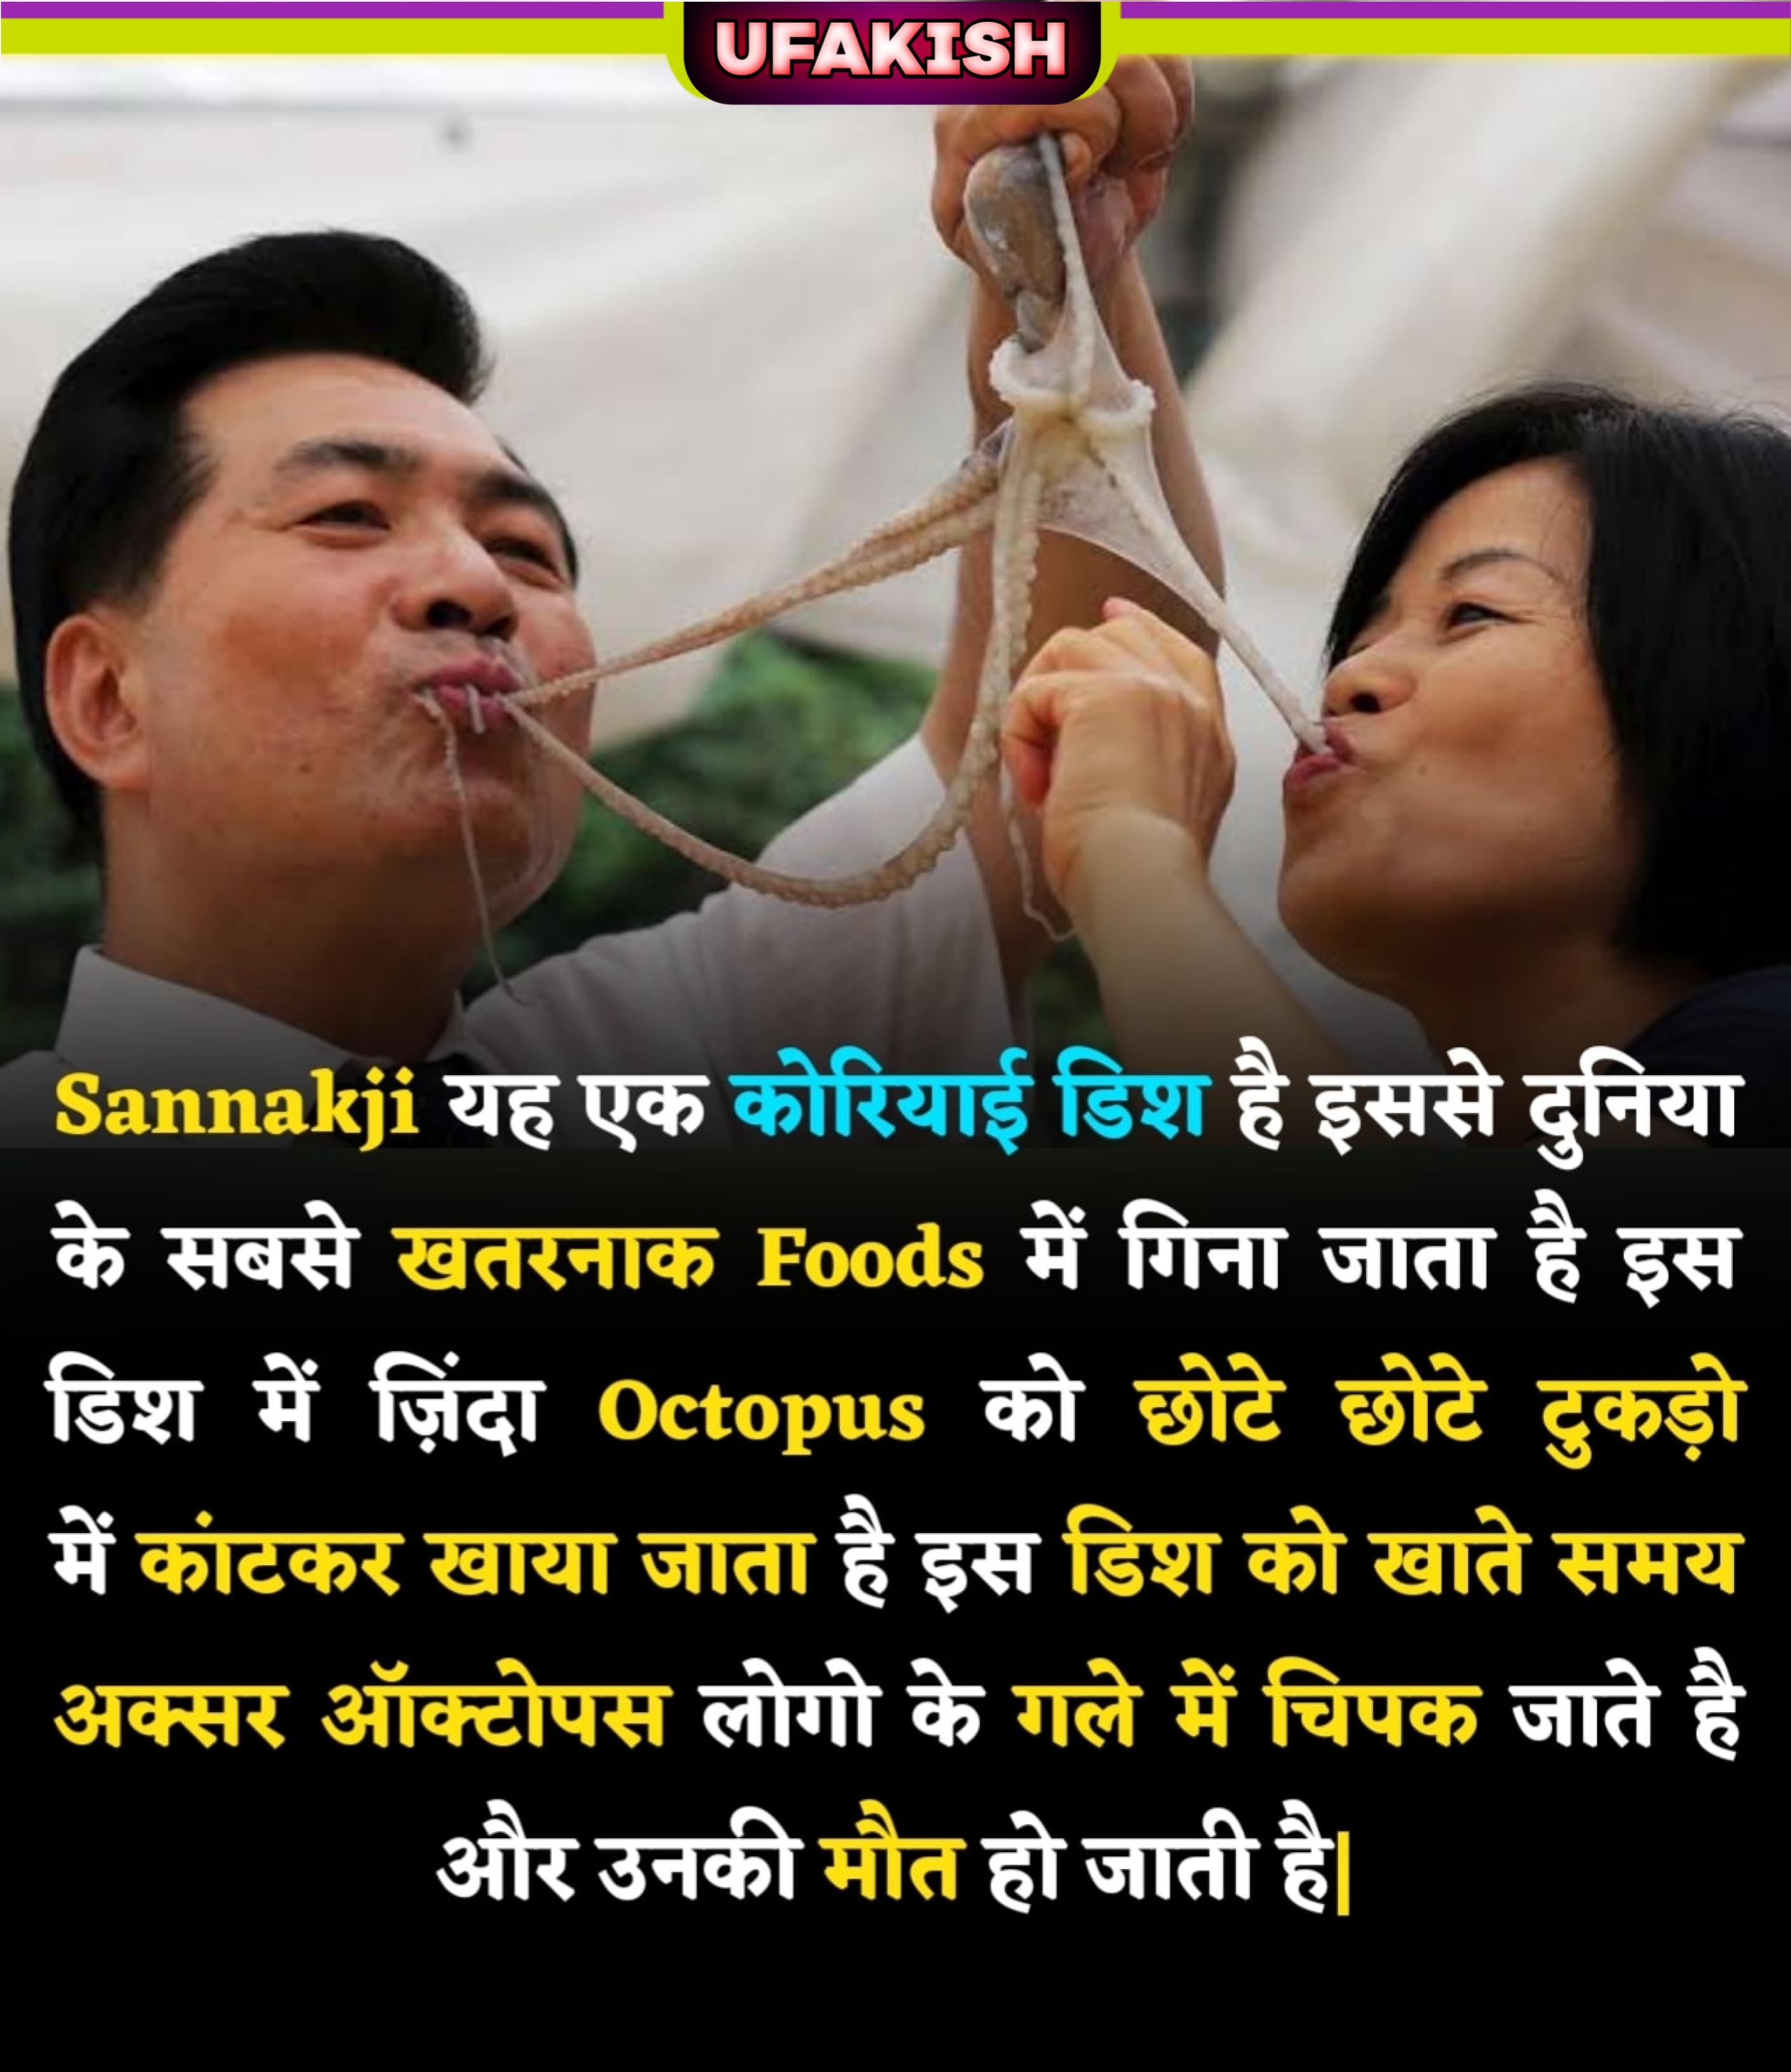 UFAKISH
Sannakji यह एक कोरियाई डिश है इससे दुनिया
के सबसे खतरनाक Foods में गिना जाता है इस
डिश में ज़िंदा Octopus को छोटे छोटे टुकड़ो
में कांटकर खाया जाता है इस डिश को खाते समय
अक्सर ऑक्टोपस लोगो के गले में चिपक जाते है
और उनकी मौत हो जाती है|